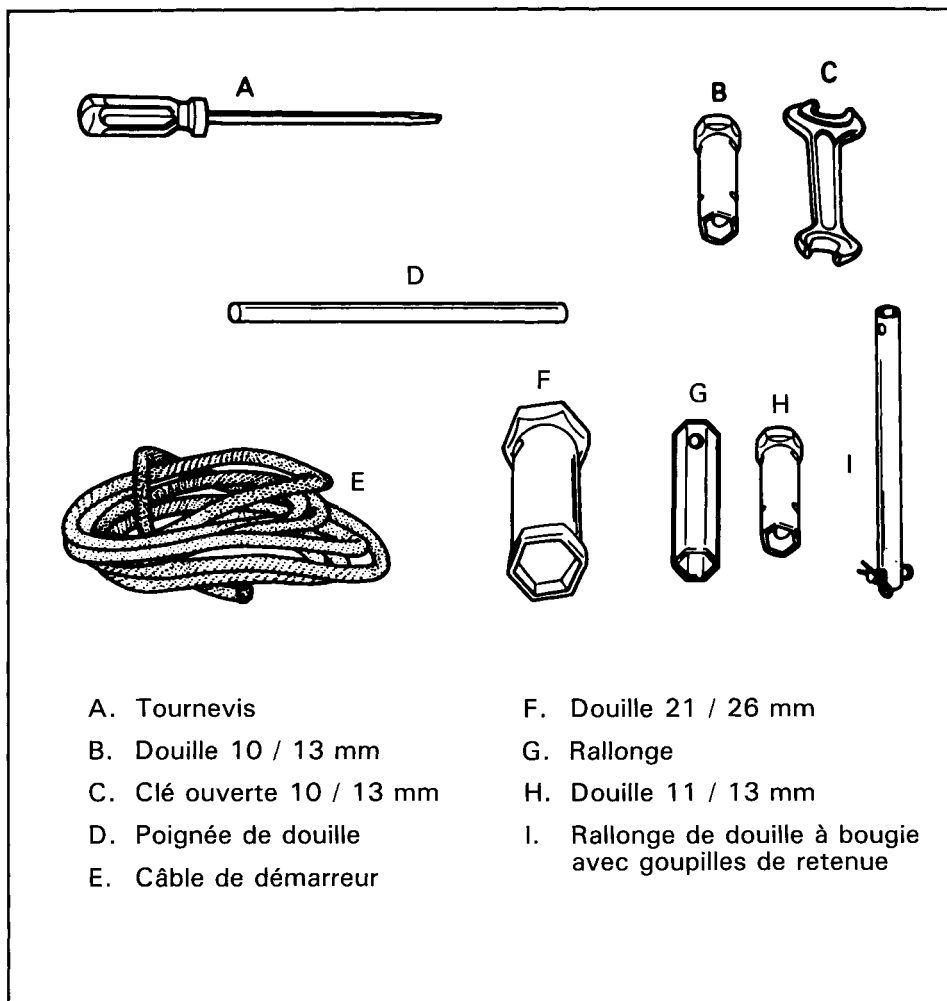 A
B
C
D
E
F
G
H
I
A. Tournevis
B. Douille 10 / 13 mm
C. Clé ouverte 10 / 13 mm
D. Poignée de douille
E. Câble de démarreur
F. Douille 21 / 26 mm
G. Rallonge
H. Douille 11 / 13 mm
I. Rallonge de douille à bougie
avec goupilles de retenue